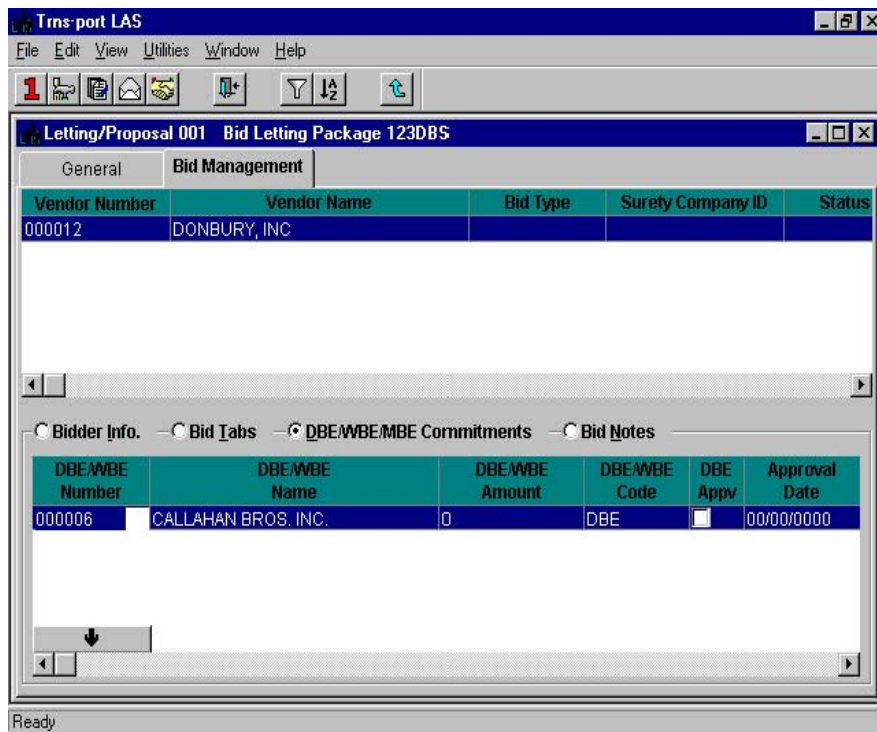 Trns·port LAS
File Edit View Utilities Window Help
1
Letting/Proposal 001 Bid Letting Package 123DBS
General Bid Management
Vendor Number Vendor Name Bid Type Surety Company ID Status
000012 DONBURY, INC
Bidder Info. Bid Tabs DBE/WBE/MBE Commitments Bid Notes
DBE/WBE DBE/WBE DBE/WBE DBE/WBE DBE Approval
Number Name Amount Code Appv Date
000006 CALLAHAN BROS. INC. 0 DBE 00/00/0000
Ready